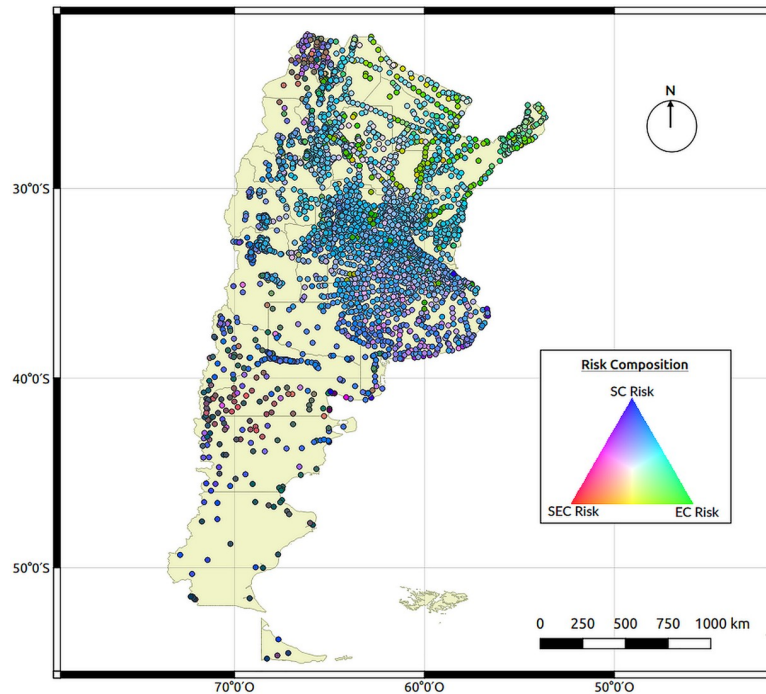 N
30°0'S
40°0'S
50°0'S
Risk Composition
SC Risk
SEC Risk
EC Risk
0 250 500 750 1000 km
70°0'O 60°0'O 50°0'O